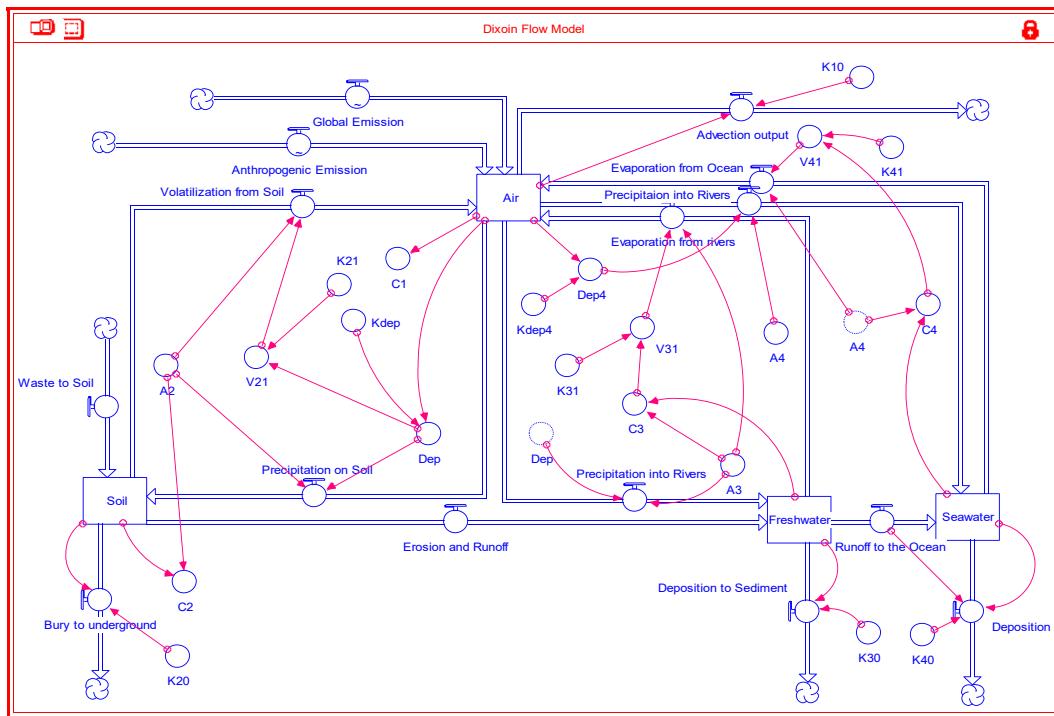 Dixoin Flow Model
K10
Global Emission
Advection output
V41
K41
Anthropogenic Emission
Evaporation from Ocean
Volatilization from Soil
Air
Precipitaion into Rivers
Evaporation from rivers
K21
C1
Dep4
Kdep
Kdep4
V31
A4
A4
C4
Waste to Soil
A2
V21
K31
C3
Dep
Dep
A3
Precipitation on Soil
Precipitation into Rivers
Soil
Freshwater
Seawater
Erosion and Runoff
Runoff to the Ocean
C2
Deposition to Sediment
Bury to underground
Deposition
K20
K30
K40